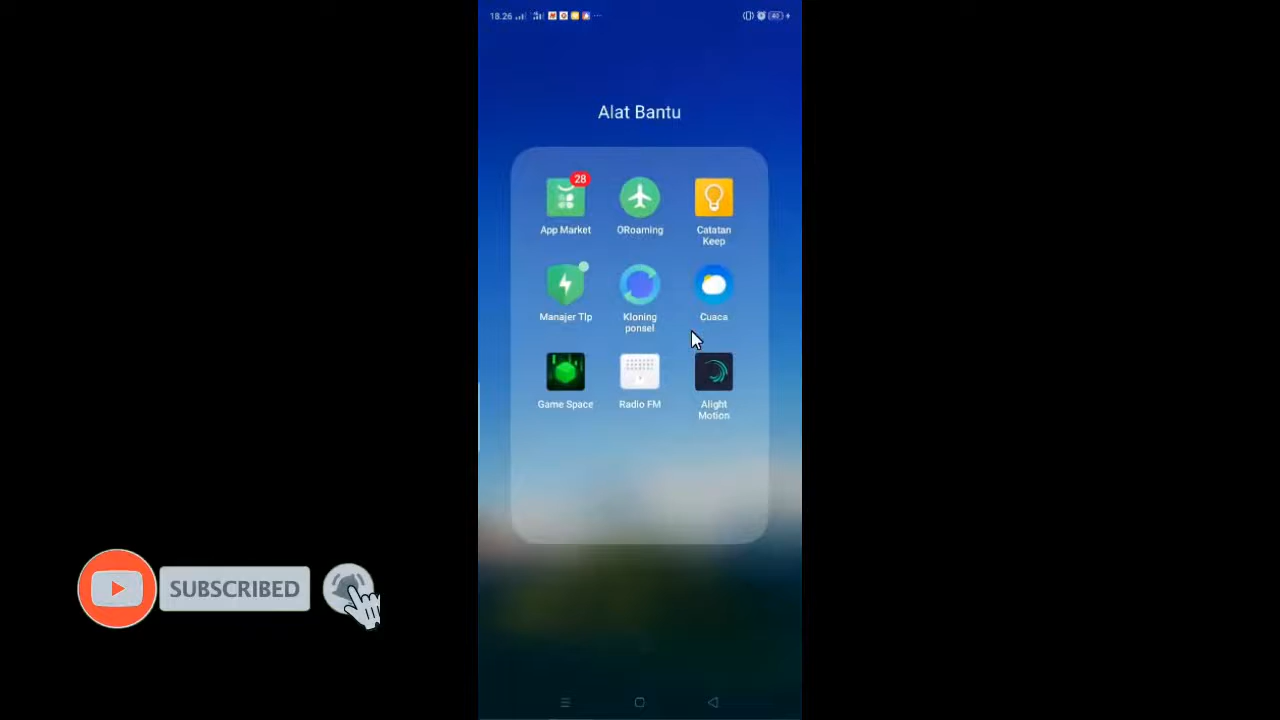 18.26
Alat Bantu
28
App Market
ORoaming
Catatan
Keep
Manajer Tlp
Kloning
ponsel
Cuaca
Game Space
Radio FM
Alight
Motion
SUBSCRIBED